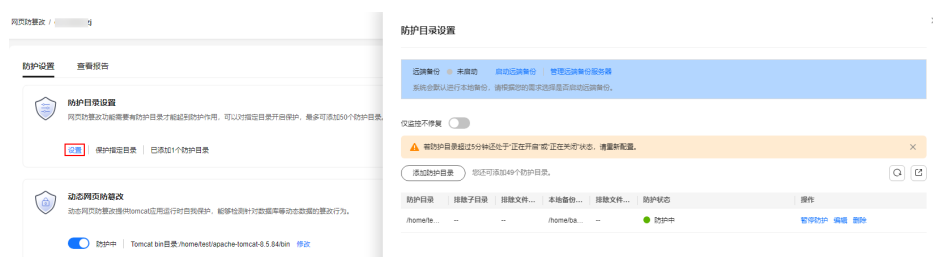 网页防篡改 /
防护设置 查看报告
防护目录设置
网页防篡改功能需要有防护目录才能起到防护作用，可以对指定目录开启保护，最多可添加50个防护目录。
设置 保护指定目录 已添加1个防护目录
动态网页防篡改
动态网页防篡改提供tomcat应用运行时自我保护，能够检测针对数据库等动态数据的篡改行为。
防护中 Tomcat bin目录:/home/test/apache-tomcat-8.5.84/bin 修改
防护目录设置
远端备份 未启动 启动远端备份 管理远端备份服务器
系统会默认进行本地备份，请根据您的需求选择是否启动远端备份。
仅监控不修复
若防护目录超过5分钟还处于“正在开启”或“正在关闭”状态，请重新配置。
添加防护目录 您还可添加49个防护目录。
防护目录 排除子目录 排除文件... 本地备份... 排除文件... 防护状态 操作
/home/te... -- -- /home/ba... -- 防护中 暂停防护 编辑 删除